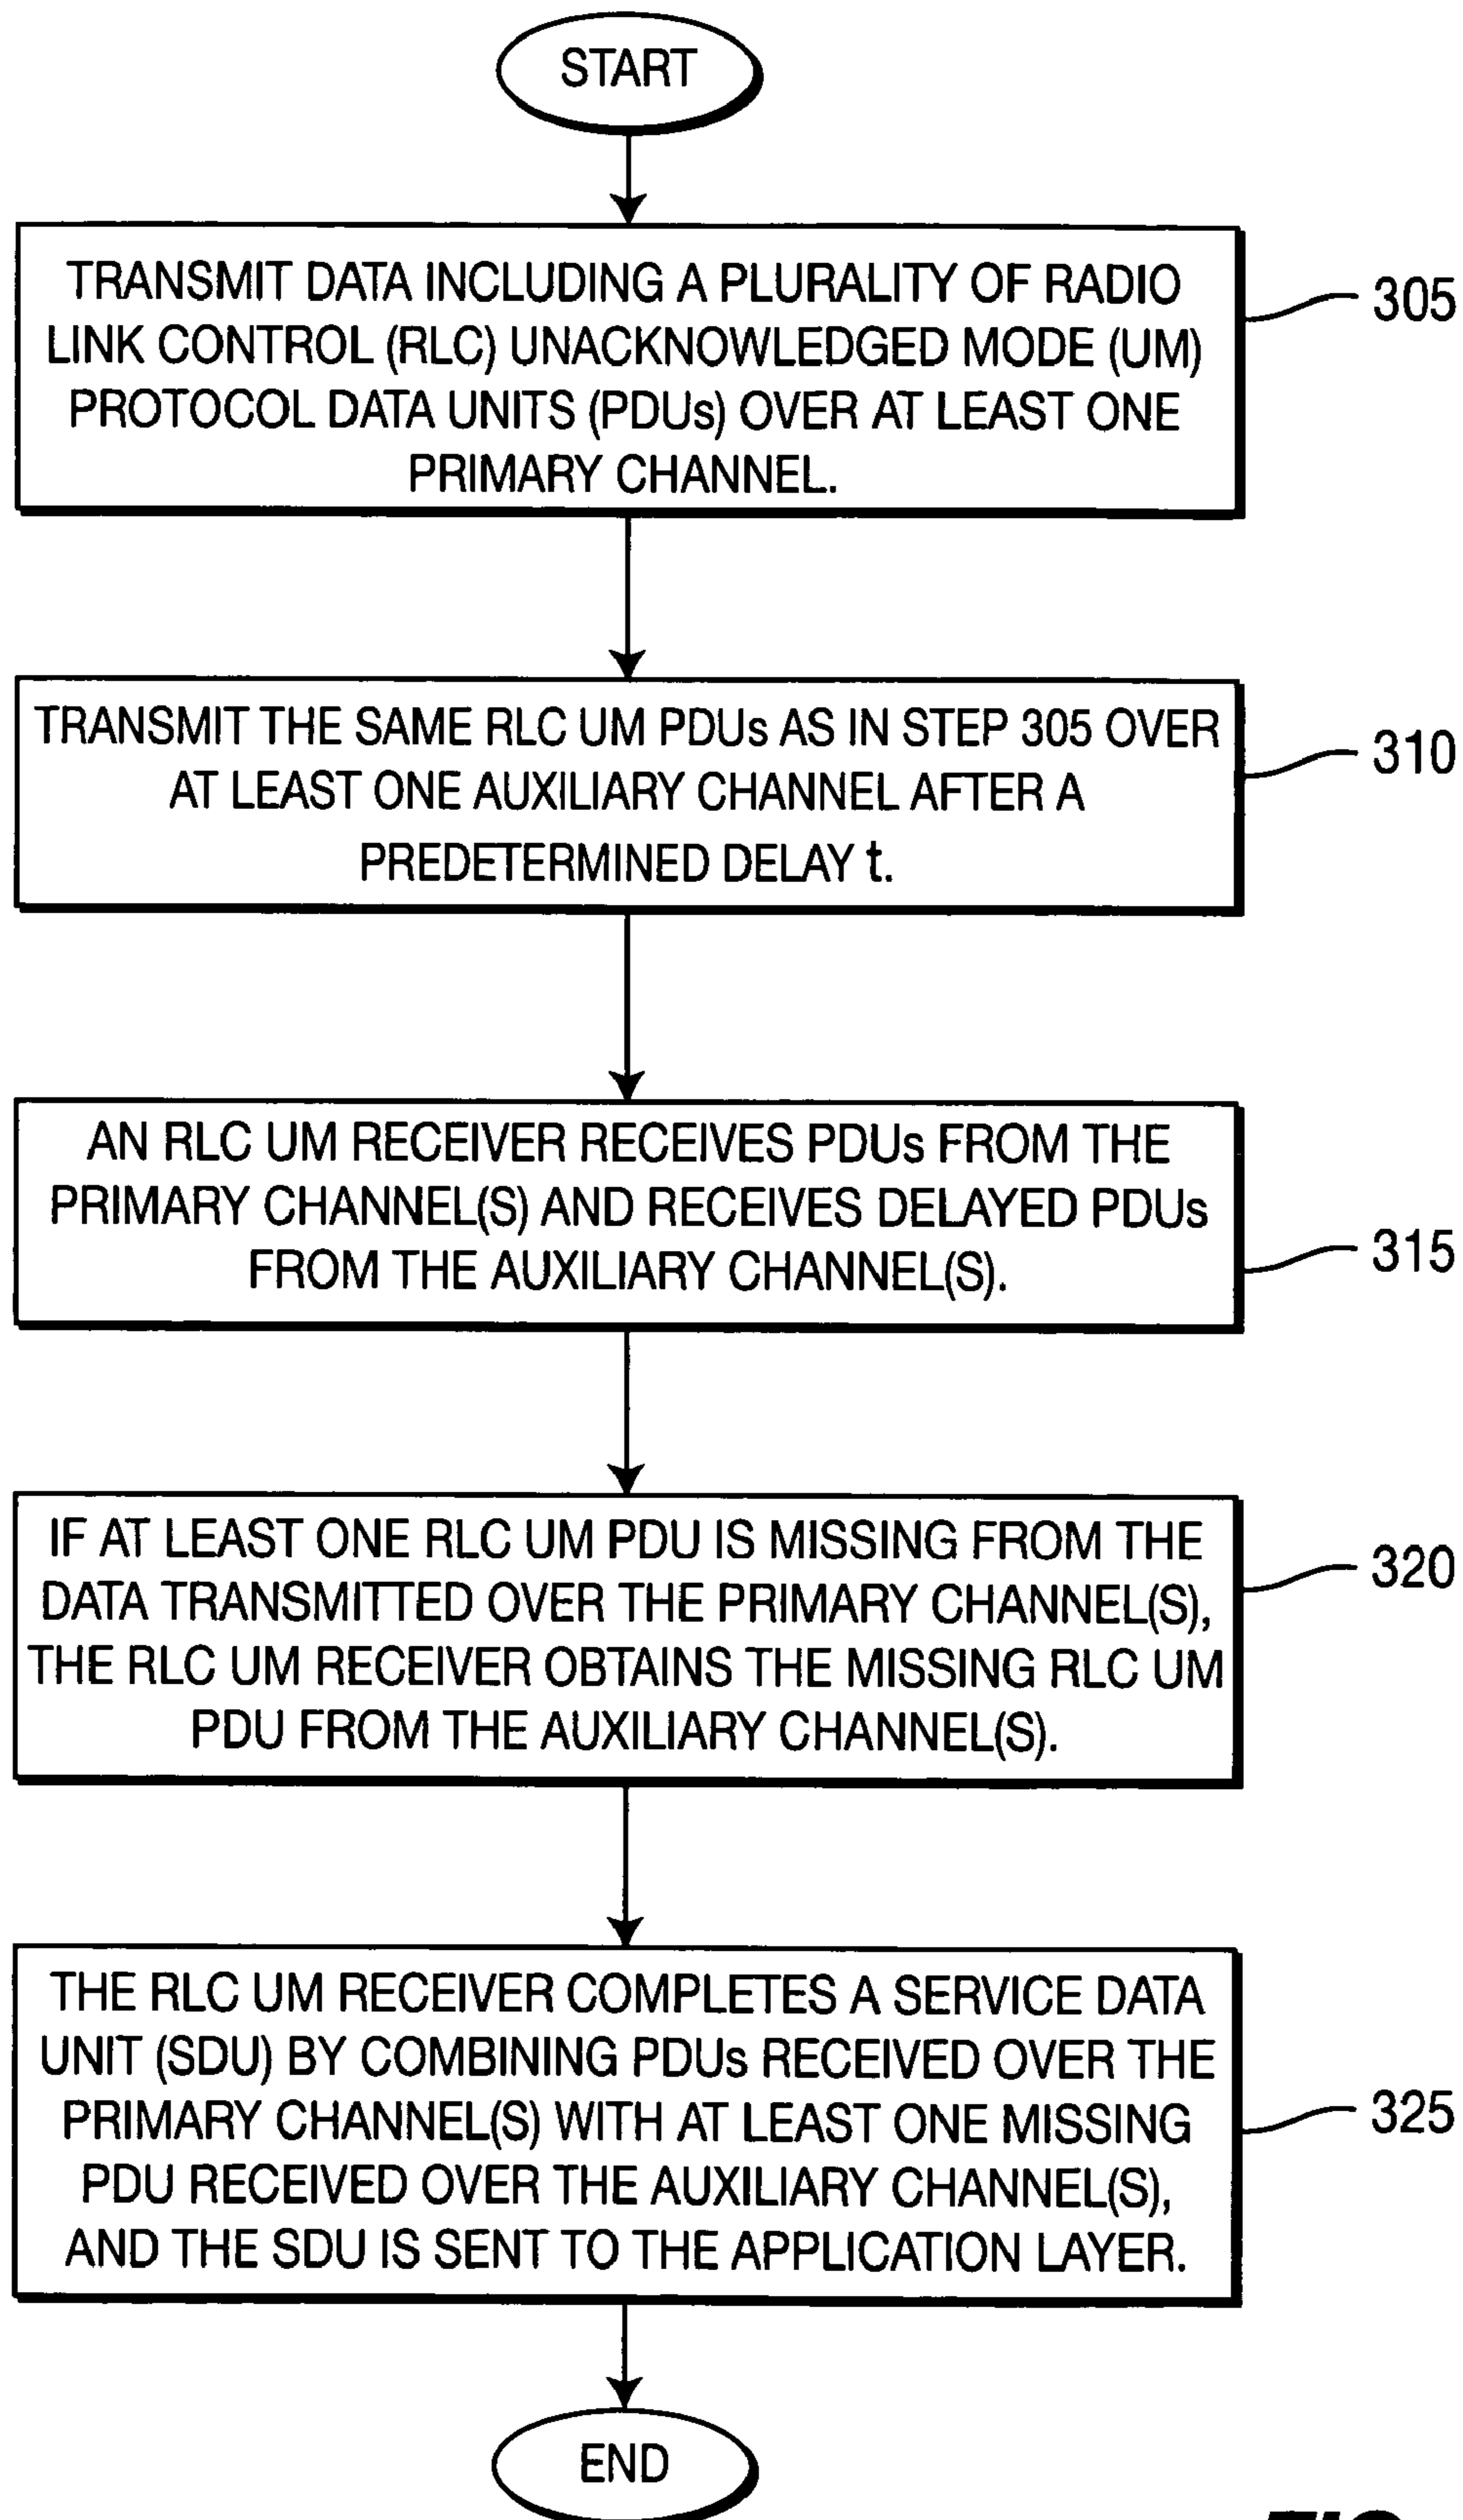 START
TRANSMIT DATA INCLUDING A PLURALITY OF RADIO
LINK CONTROL (RLC) UNACKNOWLEDGED MODE (UM)
PROTOCOL DATA UNITS (PDUs) OVER AT LEAST ONE
PRIMARY CHANNEL.
305
TRANSMIT THE SAME RLC UM PDUs AS IN STEP 305 OVER
AT LEAST ONE AUXILIARY CHANNEL AFTER A
PREDETERMINED DELAY t.
310
AN RLC UM RECEIVER RECEIVES PDUs FROM THE
PRIMARY CHANNEL(S) AND RECEIVES DELAYED PDUs
FROM THE AUXILIARY CHANNEL(S).
315
IF AT LEAST ONE RLC UM PDU IS MISSING FROM THE
DATA TRANSMITTED OVER THE PRIMARY CHANNEL(S),
THE RLC UM RECEIVER OBTAINS THE MISSING RLC UM
PDU FROM THE AUXILIARY CHANNEL(S).
320
THE RLC UM RECEIVER COMPLETES A SERVICE DATA
UNIT (SDU) BY COMBINING PDUs RECEIVED OVER THE
PRIMARY CHANNEL(S) WITH AT LEAST ONE MISSING
PDU RECEIVED OVER THE AUXILIARY CHANNEL(S),
AND THE SDU IS SENT TO THE APPLICATION LAYER.
325
END